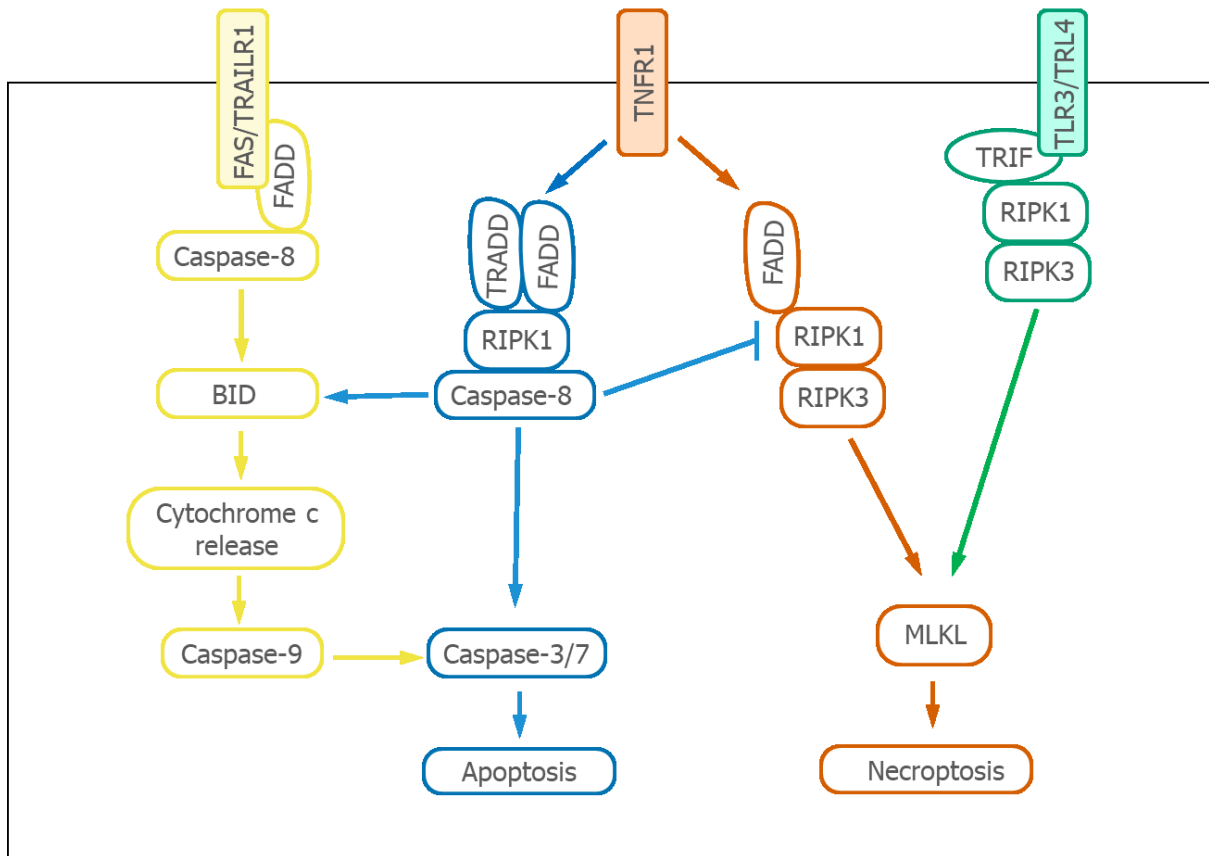 FAS/TRAILR1
FADD
Caspase-8
BID
Cytochrome c
release
Caspase-9
TNFR1
TRADD
FADD
RIPK1
Caspase-8
Caspase-3/7
Apoptosis
FADD
RIPK1
RIPK3
MLKL
Necroptosis
TLR3/TRL4
TRIF
RIPK1
RIPK3